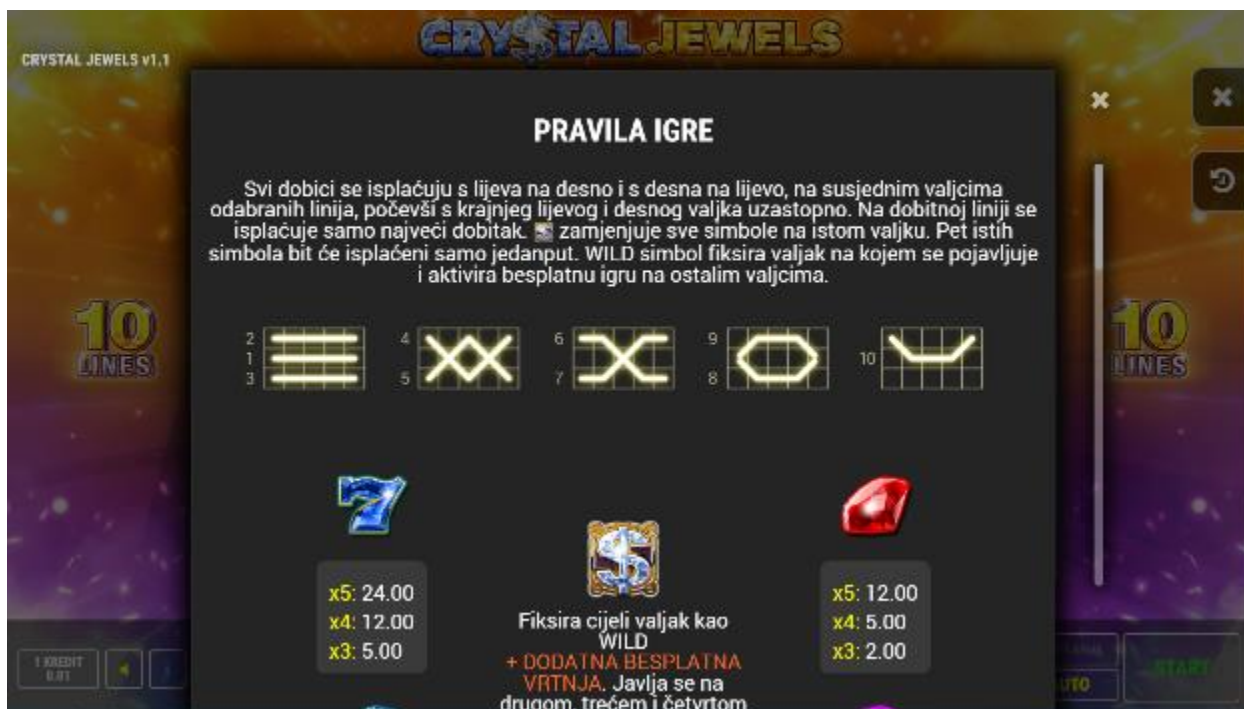 CRYSTAL JEWELS
CRYSTAL JEWELS v1.1
PRAVILA IGRE
Svi dobici se isplaćuju s lijeva na desno i s desna na lijevo, na susjednim valjcima
odabranih linija, počevši s krajnjeg lijevog i desnog valjka uzastopno. Na dobitnoj liniji se
isplaćuje samo najveći dobitak. zamjenjuje sve simbole na istom valjku. Pet istih
simbola bit će isplaćeni samo jedanput. WILD simbol fiksira valjak na kojem se pojavljuje
i aktivira besplatnu igru na ostalim valjcima.
10
LINES
2
1
3
4
5
6
7
9
8
10
10
LINES
7
x5: 24.00
x4: 12.00
x3: 5.00
$
Fiksira cijeli valjak kao
WILD
+ DODATNA BESPLATNA
VRTNJA. Javlja se na
drugom, trećem i četvrtom
x5: 12.00
x4: 5.00
x3: 2.00
1 KREDIT
0.01
START